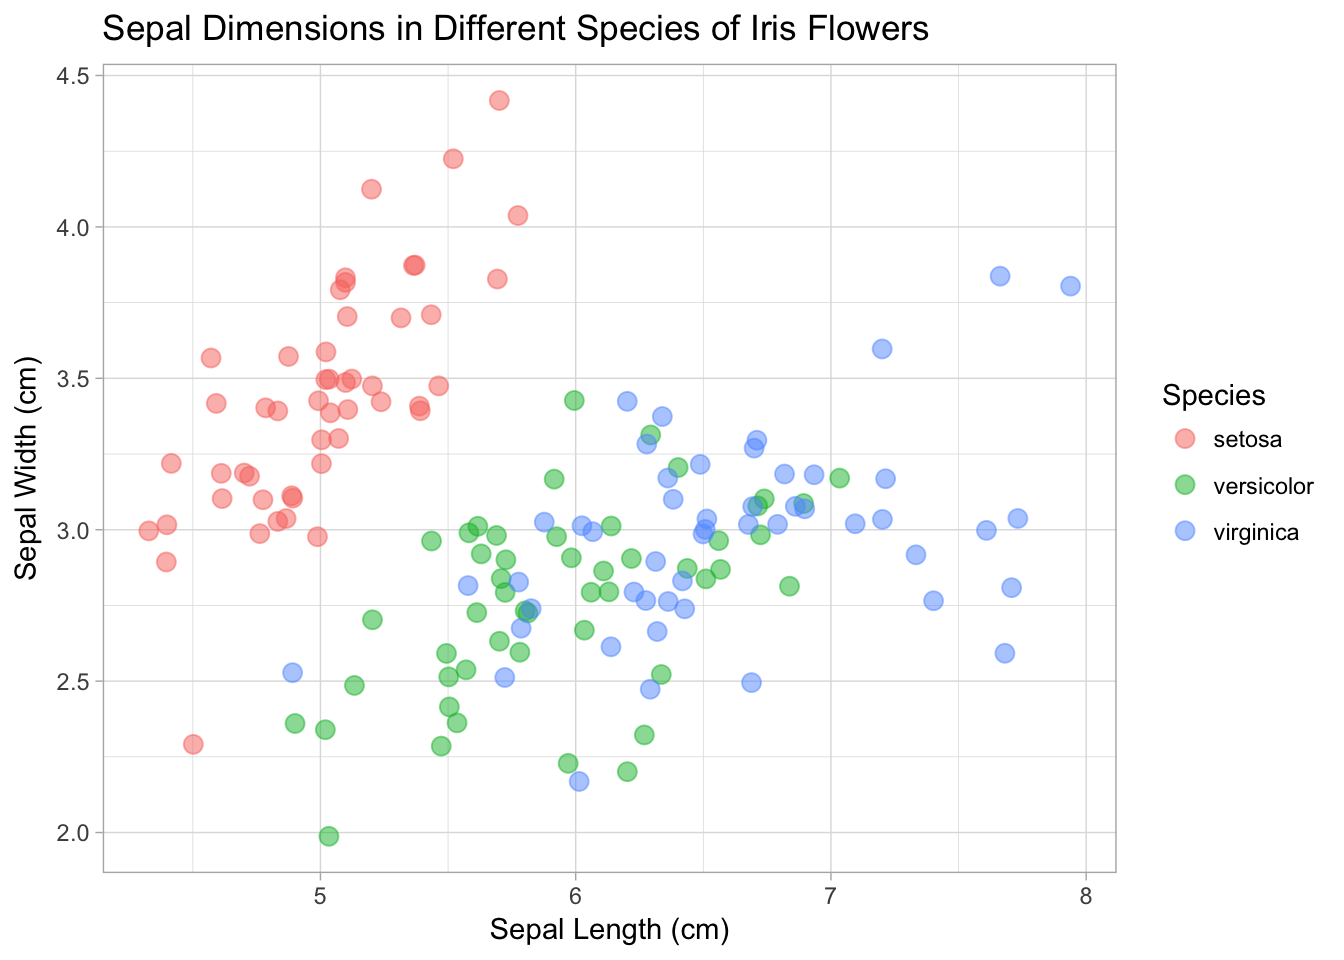 Sepal Dimensions in Different Species of Iris Flowers
4.5
4.0
3.5
3.0
2.5
2.0
Sepal Width (cm)
5 6 7 8
Sepal Length (cm)
Species
setosa
versicolor
virginica